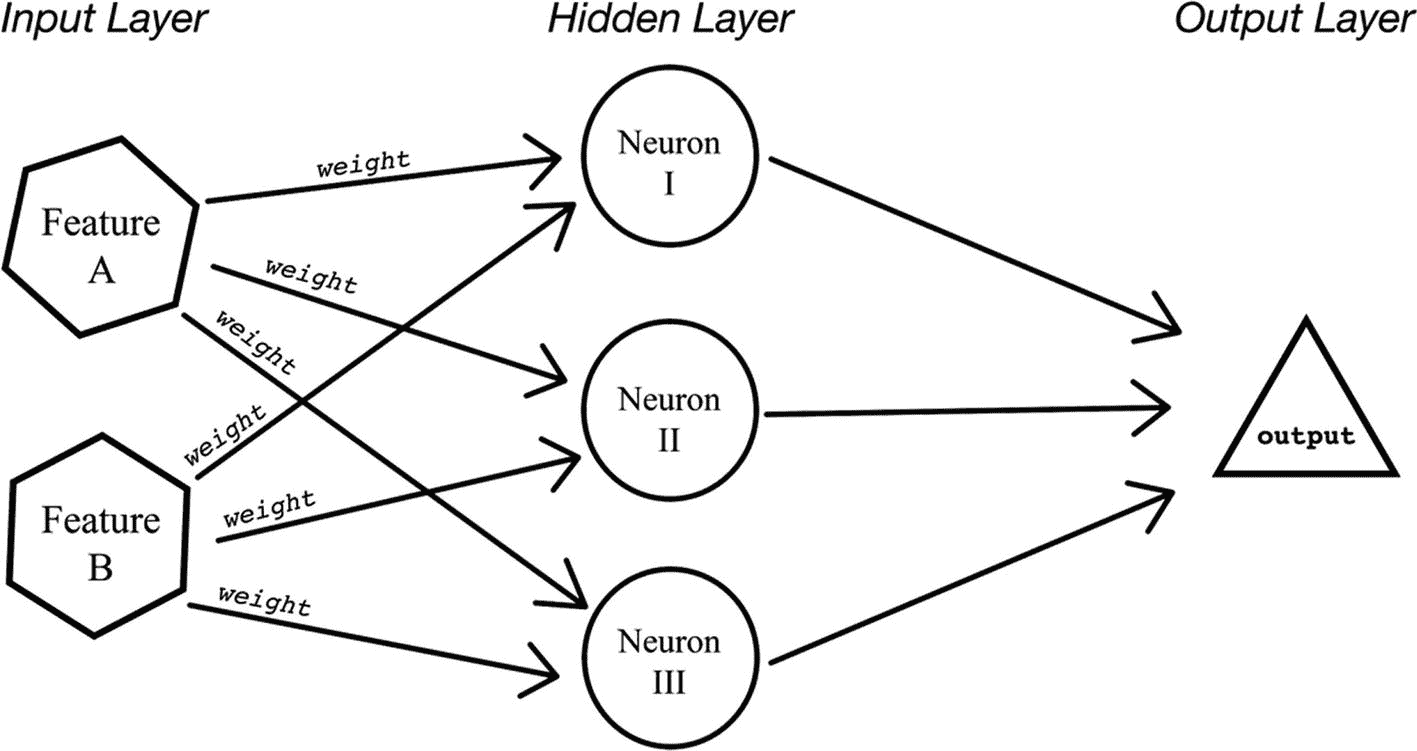 Input Layer
Hidden Layer
Output Layer
Feature
A
weight
weight
weight
Feature
B
weight
weight
weight
Neuron
I
Neuron
II
Neuron
III
output